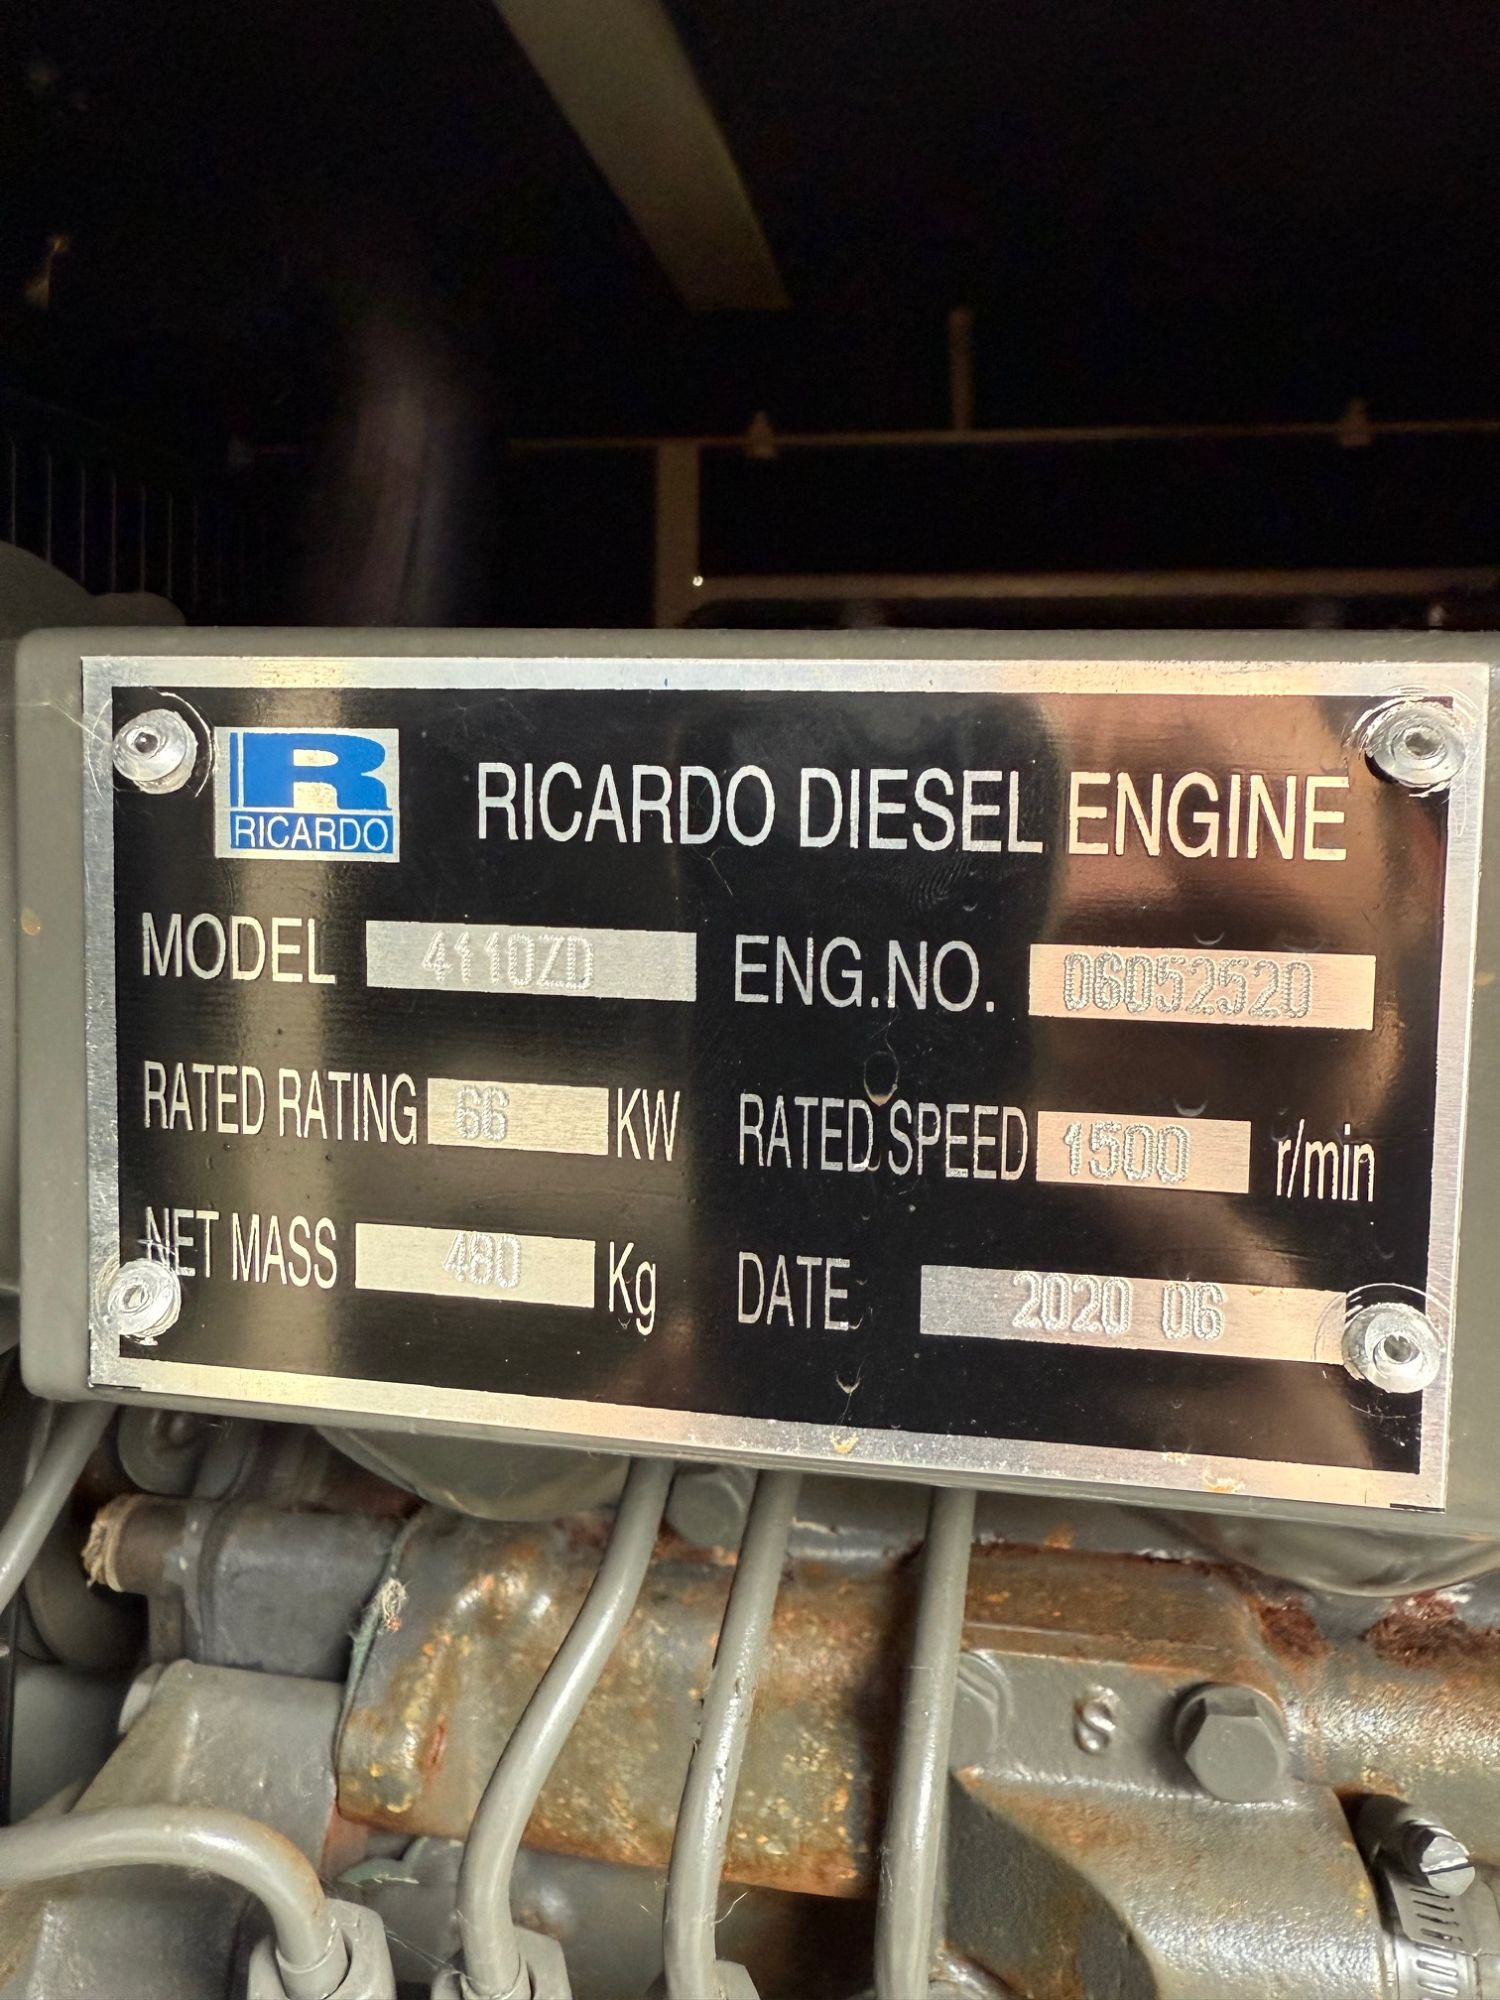 R
RICARDO
RICARDO DIESEL ENGINE
MODEL 4110ZD ENG.NO. 06052520
RATED RATING 66 KW RATED SPEED 1500 r/min
NET MASS 480 Kg DATE 2020 06
S